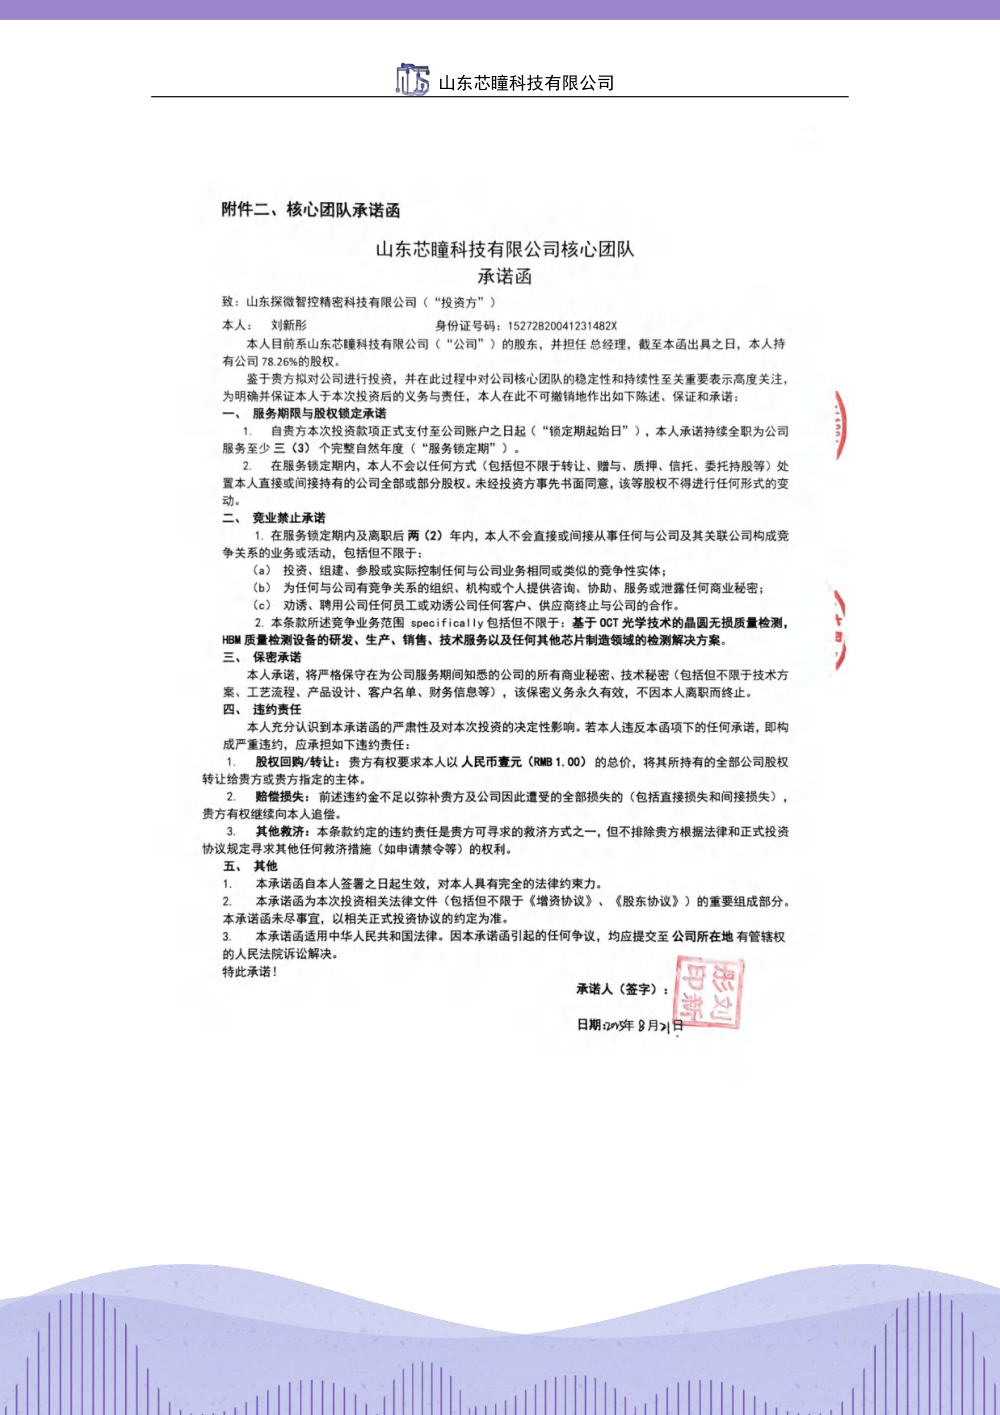 山东芯瞳科技有限公司
附件二、核心团队承诺函
山东芯瞳科技有限公司核心团队
承诺函
致：山东探微智控精密科技有限公司（“投资方”）
本人： 刘新彤 身份证号码：15272820041231482X
本人目前系山东芯瞳科技有限公司（“公司”）的股东，并担任 总经理，截至本函出具之日，本人持
有公司 78.26%的股权。
鉴于贵方拟对公司进行投资，并在此过程中对公司核心团队的稳定性和持续性至关重要表示高度关注，
为明确并保证本人于本次投资后的义务与责任，本人在此不可撤销地作出如下陈述、保证和承诺：
一、 服务期限与股权锁定承诺
1. 自贵方本次投资款项正式支付至公司账户之日起（“锁定期起始日”），本人承诺持续全职为公司
服务至少 三（3）个完整自然年度（“服务锁定期”）。
2. 在服务锁定期内，本人不会以任何方式（包括但不限于转让、赠与、质押、信托、委托持股等）处
置本人直接或间接持有的公司全部或部分股权。未经投资方事先书面同意，该等股权不得进行任何形式的变
动。
二、 竞业禁止承诺
1. 在服务锁定期内及离职后 两（2）年内，本人不会直接或间接从事任何与公司及其关联公司构成竞
争关系的业务或活动，包括但不限于：
（a） 投资、组建、参股或实际控制任何与公司业务相同或类似的竞争性实体；
（b） 为任何与公司有竞争关系的组织、机构或个人提供咨询、协助、服务或泄露任何商业秘密；
（c） 劝诱、聘用公司任何员工或劝诱公司任何客户、供应商终止与公司的合作。
2. 本条款所述竞争业务范围 specifically 包括但不限于：基于 OCT 光学技术的晶圆无损质量检测，
HBM 质量检测设备的研发、生产、销售、技术服务以及任何其他芯片制造领域的检测解决方案。
三、 保密承诺
本人承诺，将严格保守在为公司服务期间知悉的公司的所有商业秘密、技术秘密（包括但不限于技术方
案、工艺流程、产品设计、客户名单、财务信息等），该保密义务永久有效，不因本人离职而终止。
四、 违约责任
本人充分认识到本承诺函的严肃性及对本次投资的决定性影响。若本人违反本函项下的任何承诺，即构
成严重违约，应承担如下违约责任：
1. 股权回购/转让：贵方有权要求本人以 人民币壹元（RMB 1.00） 的总价，将其所持有的全部公司股权
转让给贵方或贵方指定的主体。
2. 赔偿损失：前述违约金不足以弥补贵方及公司因此遭受的全部损失的（包括直接损失和间接损失），
贵方有权继续向本人追偿。
3. 其他救济：本条款约定的违约责任是贵方可寻求的救济方式之一，但不排除贵方根据法律和正式投资
协议规定寻求其他任何救济措施（如申请禁令等）的权利。
五、 其他
1. 本承诺函自本人签署之日起生效，对本人具有完全的法律约束力。
2. 本承诺函为本次投资相关法律文件（包括但不限于《增资协议》、《股东协议》）的重要组成部分。
本承诺函未尽事宜，以相关正式投资协议的约定为准。
3. 本承诺函适用中华人民共和国法律。因本承诺函引起的任何争议，均应提交至 公司所在地 有管辖权
的人民法院诉讼解决。
特此承诺！
承诺人（签字）：
刘新彤印
日期:2025年 8 月21日